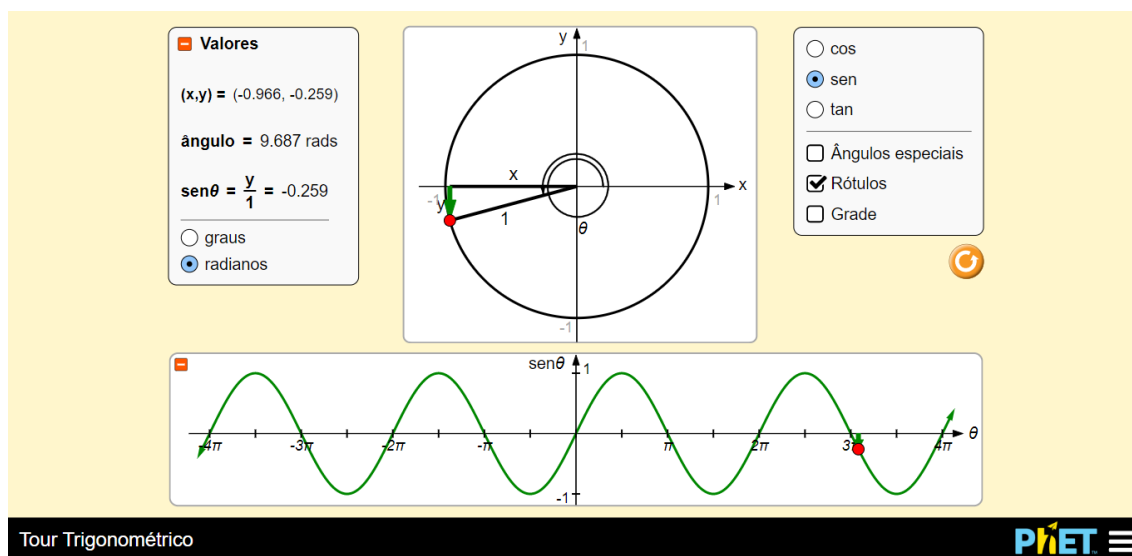 Valores
(x,y) = (-0.966, -0.259)
ângulo = 9.687 rads
senθ = y/1 = -0.259
graus
radianos
y
1
x
-1
y
1
θ
x
1
-1
cos
sen
tan
Ângulos especiais
Rótulos
Grade
senθ
1
-4π -3π -2π -π π 2π 3π 4π θ
-1
Tour Trigonométrico
PhET